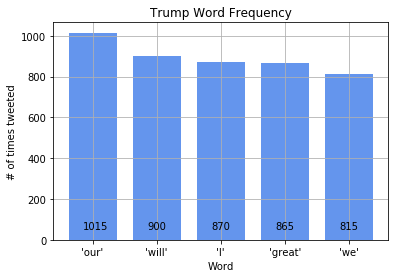 Trump Word Frequency
# of times tweeted
1000
800
600
400
200
0
1015 900 870 865 815
'our' 'will' 'I' 'great' 'we'
Word